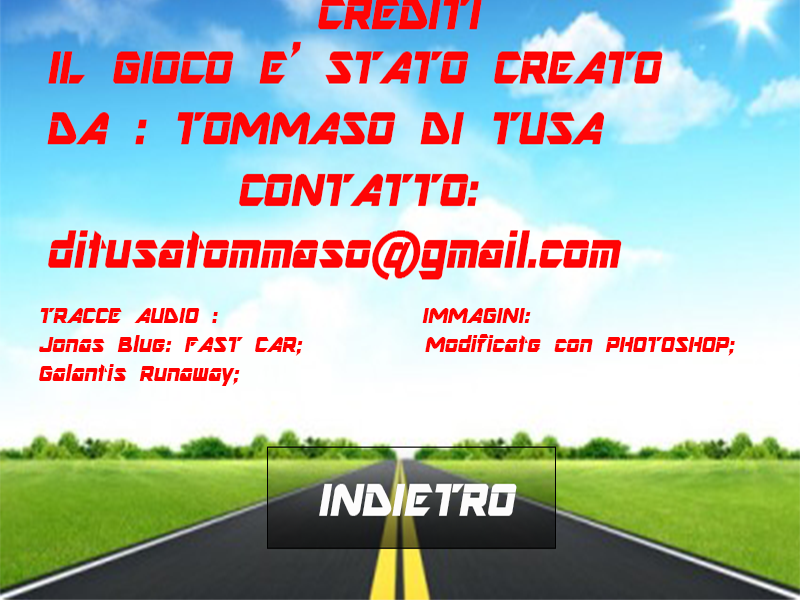 CREDITI
IL GIOCO E' STATO CREATO
DA : TOMMASO DI TUSA
CONTATTO:
ditusatommaso@gmail.com
TRACCE AUDIO :
Jonas Blue: FAST CAR;
Galantis Runaway;
IMMAGINI:
Modificate con PHOTOSHOP;
INDIETRO